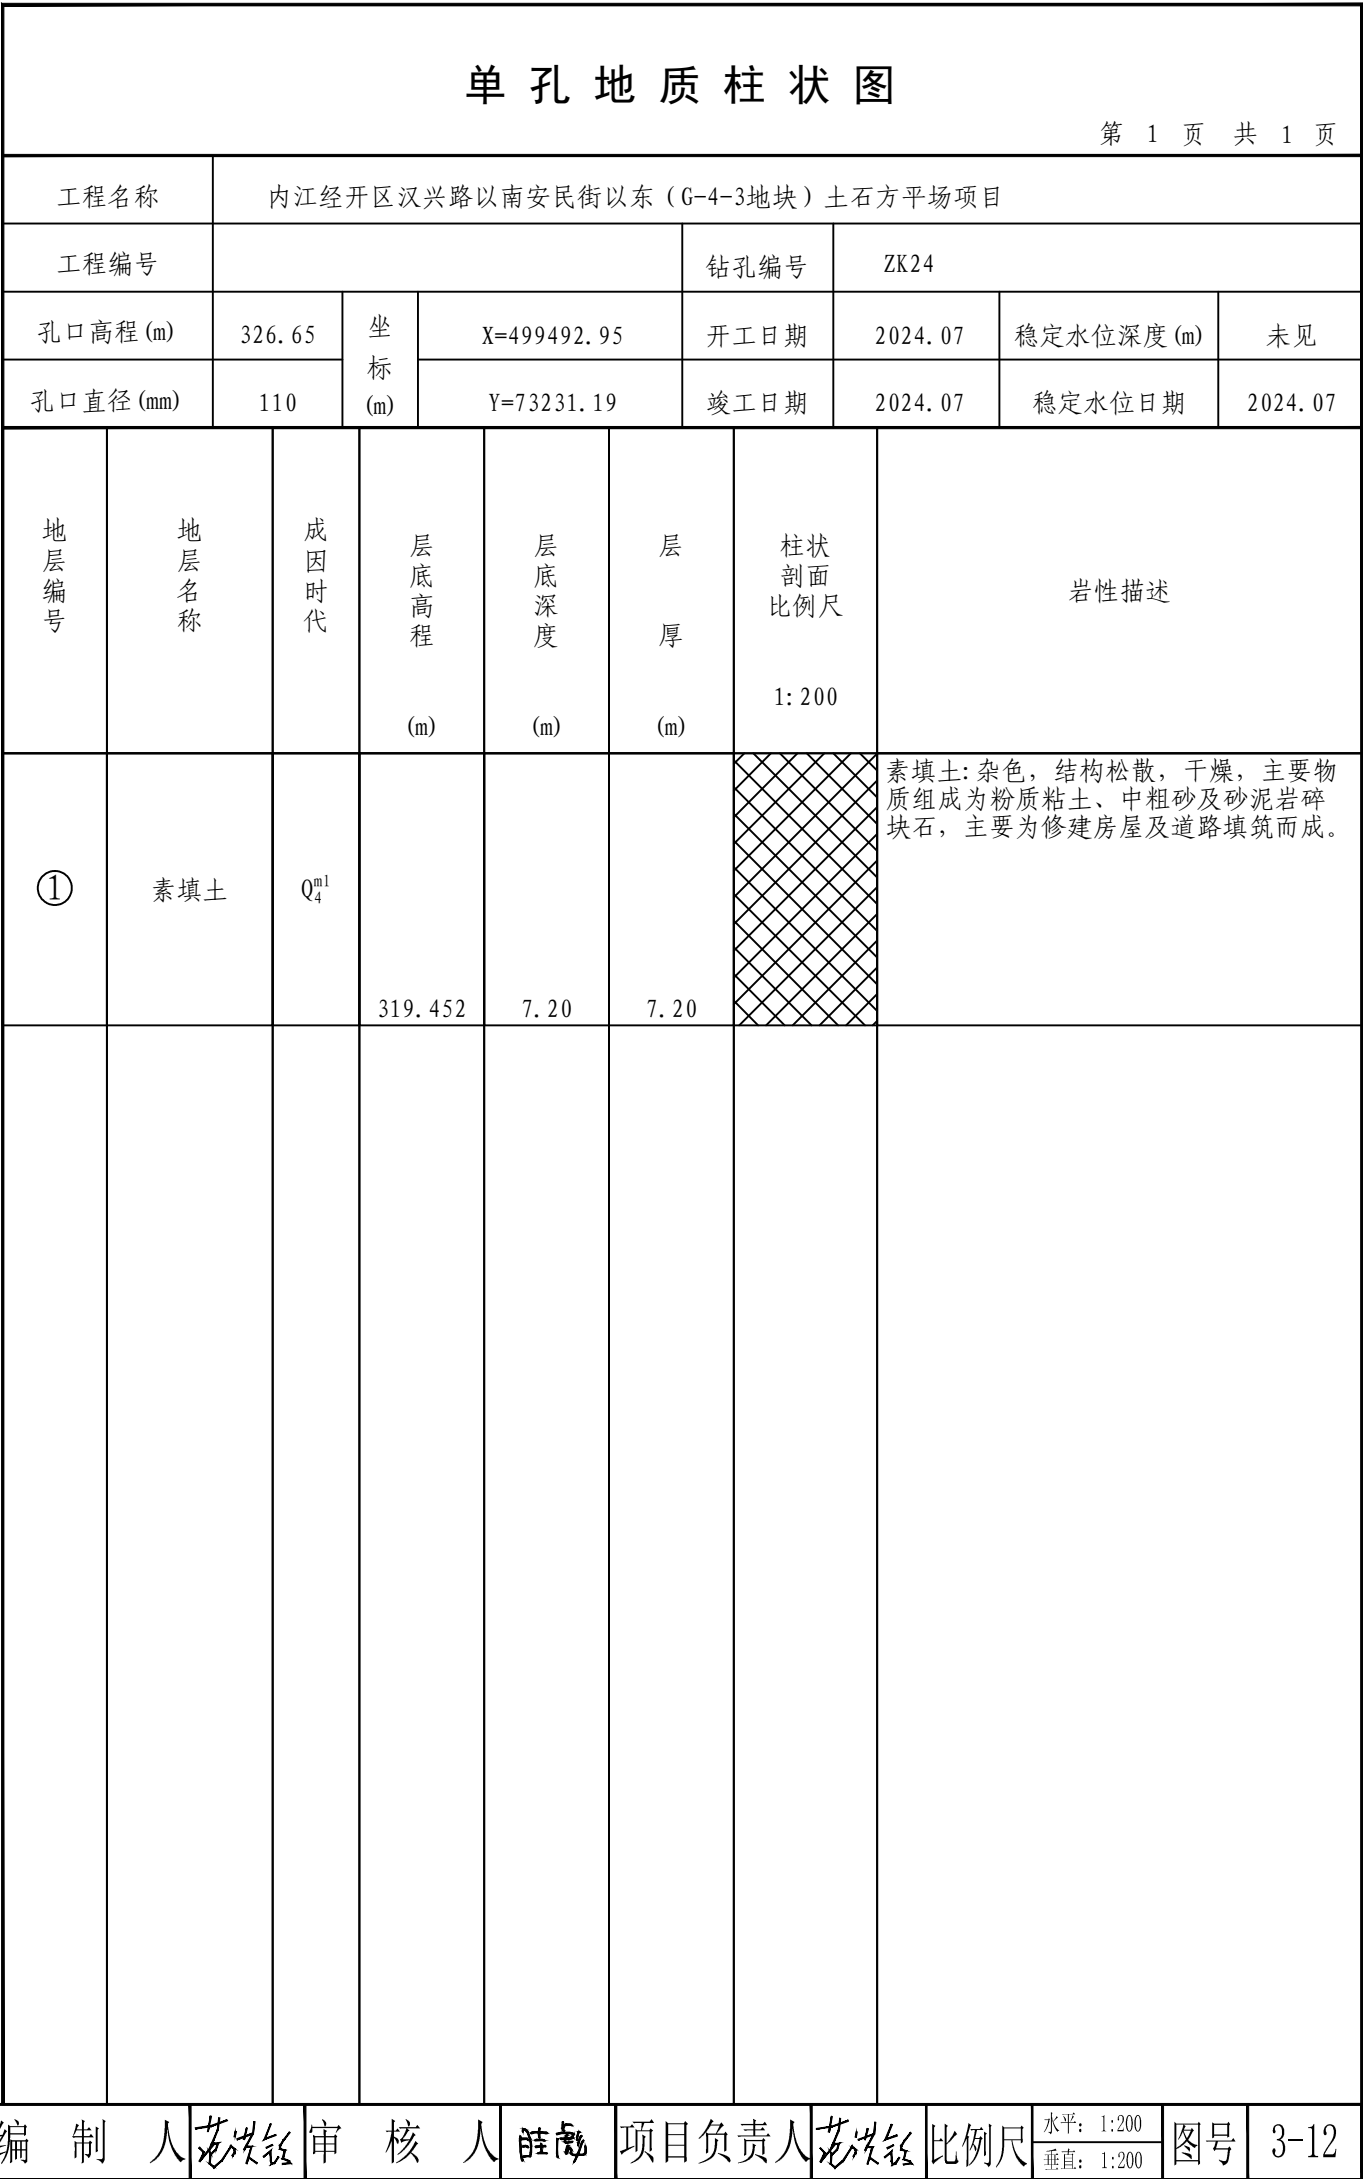 单孔地质柱状图
第 1 页 共 1 页
工程名称 内江经开区汉兴路以南安民街以东（G-4-3地块）土石方平场项目
工程编号 钻孔编号 ZK24
孔口高程(m) 326.65 坐标(m) X=499492.95 开工日期 2024.07 稳定水位深度(m) 未见
孔口直径(mm) 110 Y=73231.19 竣工日期 2024.07 稳定水位日期 2024.07
地层编号 地层名称 成因时代 层底高程(m) 层底深度(m) 层厚(m) 柱状剖面比例尺 1:200 岩性描述
素填土:杂色，结构松散，干燥，主要物
质组成为粉质粘土、中粗砂及砂泥岩碎
块石，主要为修建房屋及道路填筑而成。
① 素填土 Q₄ᵐˡ
319.452 7.20 7.20
编制人 审核人 项目负责人 比例尺 水平: 1:200 图号 3-12
垂直: 1:200